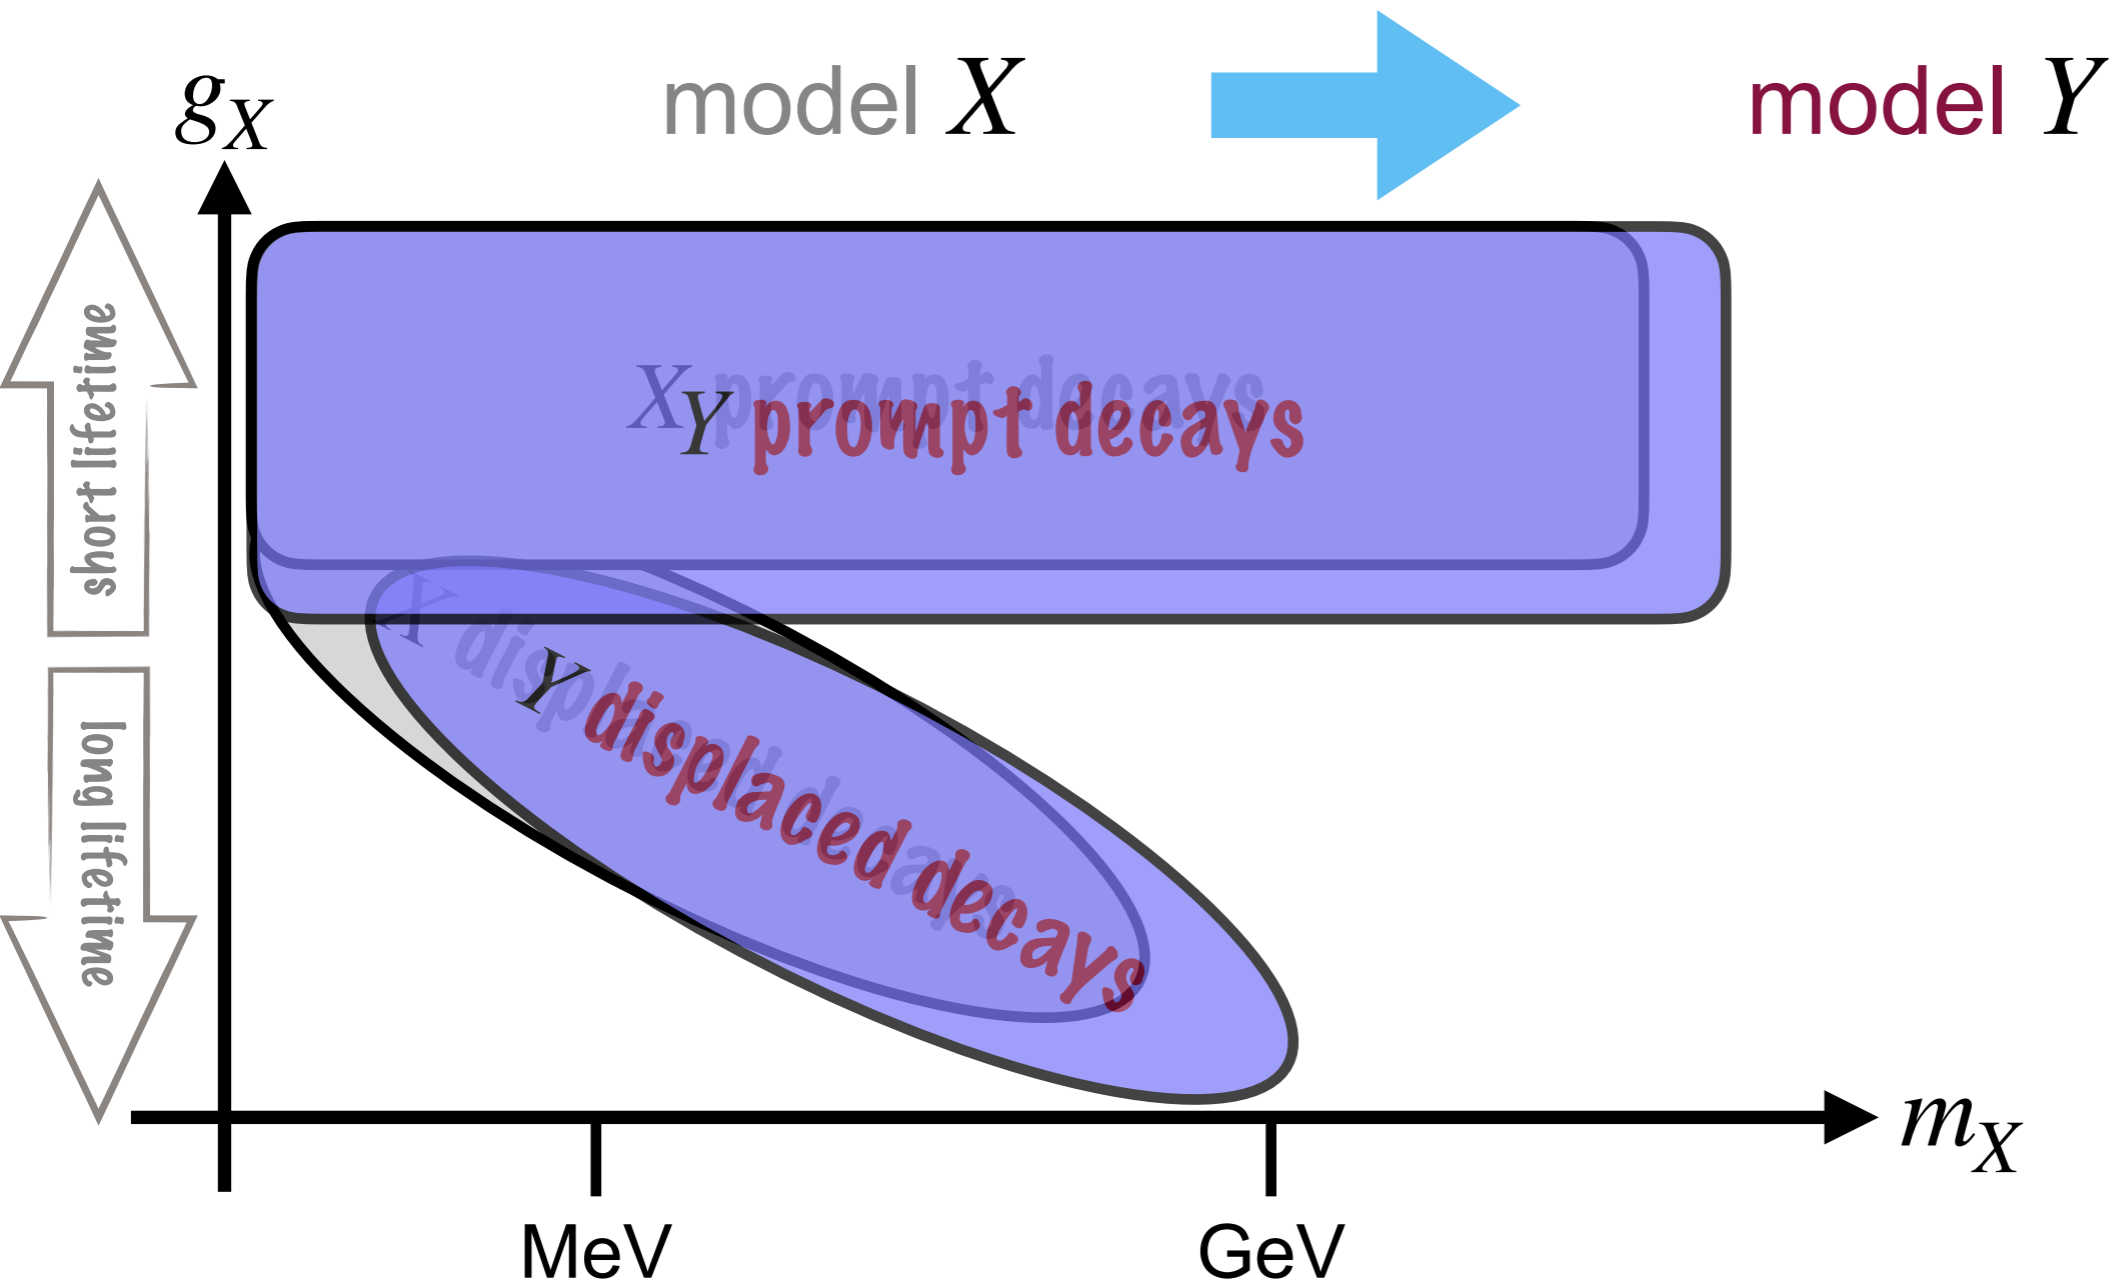 model X
model Y
g_X
short lifetime
long lifetime
X prompt decays
Y prompt decays
X displaced decays
Y displaced decays
m_X
MeV
GeV